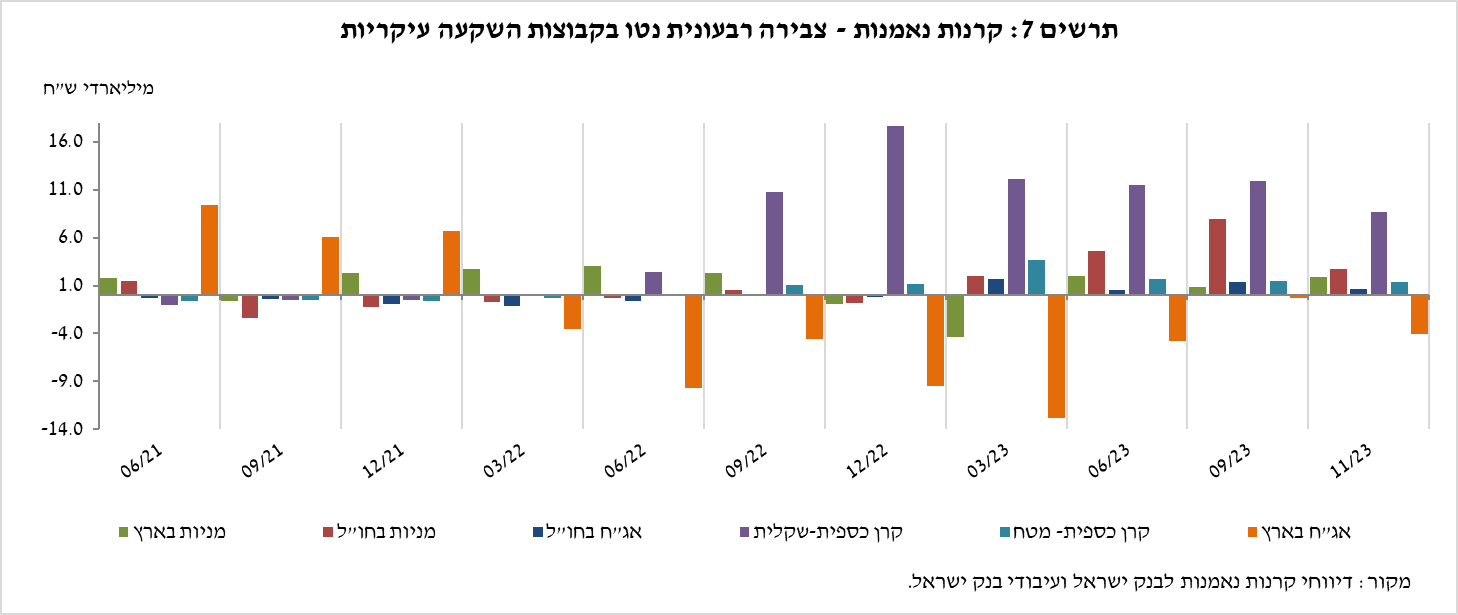 תרשים 7: קרנות נאמנות - צבירה רבעונית נטו בקבוצות השקעה עיקריות
מיליארדי ש"ח
16.0
11.0
6.0
1.0
-4.0
-9.0
-14.0
06/21 09/21 12/21 03/22 06/22 09/22 12/22 03/23 06/23 09/23 11/23
מניות בארץ מניות בחו"ל אג"ח בחו"ל קרן כספית-שקלית קרן כספית- מטח אג"ח בארץ
מקור: דיווחי קרנות נאמנות לבנק ישראל ועיבודי בנק ישראל.